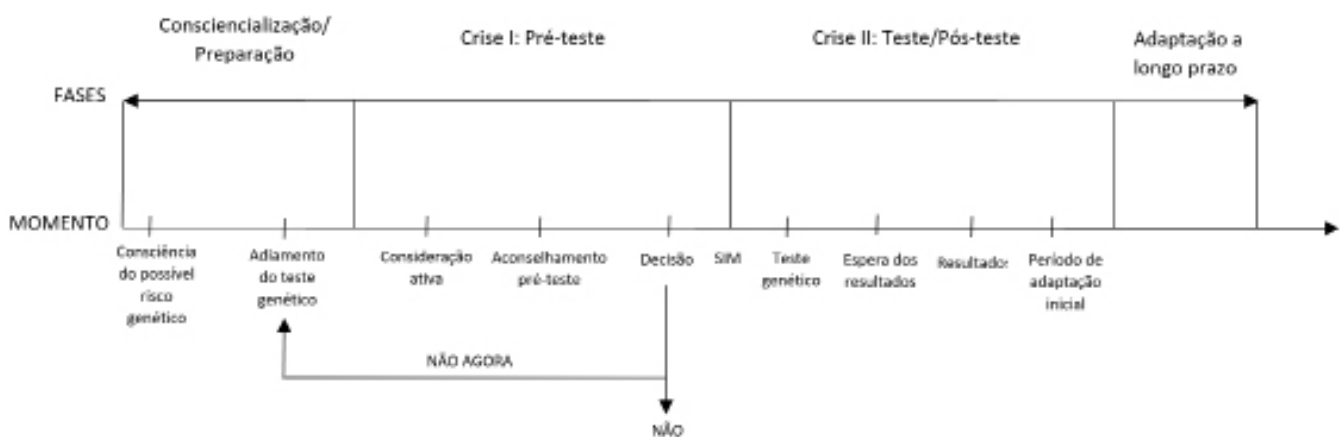 Consciencialização/
Preparação
Crise I: Pré-teste
Crise II: Teste/Pós-teste
Adaptação a
longo prazo
FASES
MOMENTO
Consciência
do possível
risco
genético
Adiamento
do teste
genético
Consideração
ativa
Aconselhamento
pré-teste
Decisão
SIM
Teste
genético
Espera dos
resultados
Resultados
Período de
adaptação
inicial
NÃO AGORA
NÃO